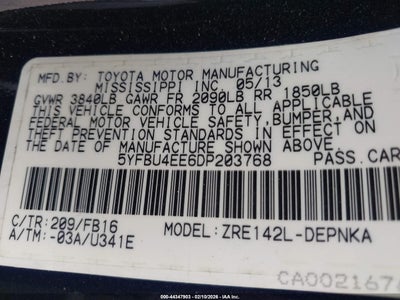 MFD. BY: TOYOTA MOTOR MANUFACTURING
MISSISSIPPI INC. 05/13
GVWR 3840LB GAWR FR 2090LB RR 1850LB
THIS VEHICLE CONFORMS TO ALL APPLICABLE
FEDERAL MOTOR VEHICLE SAFETY, BUMPER, AND
THEFT PREVENTION STANDARDS IN EFFECT ON
THE DATE OF MANUFACTURE SHOWN ABOVE.
5YFBU4EE6DP203768 PASS. CAR
C/TR: 209/FB16 MODEL: ZRE142L-DEPNKA
A/TM: -03A/U341E
CA002167
000-44347903 - 02/10/2026 - IAA Inc.